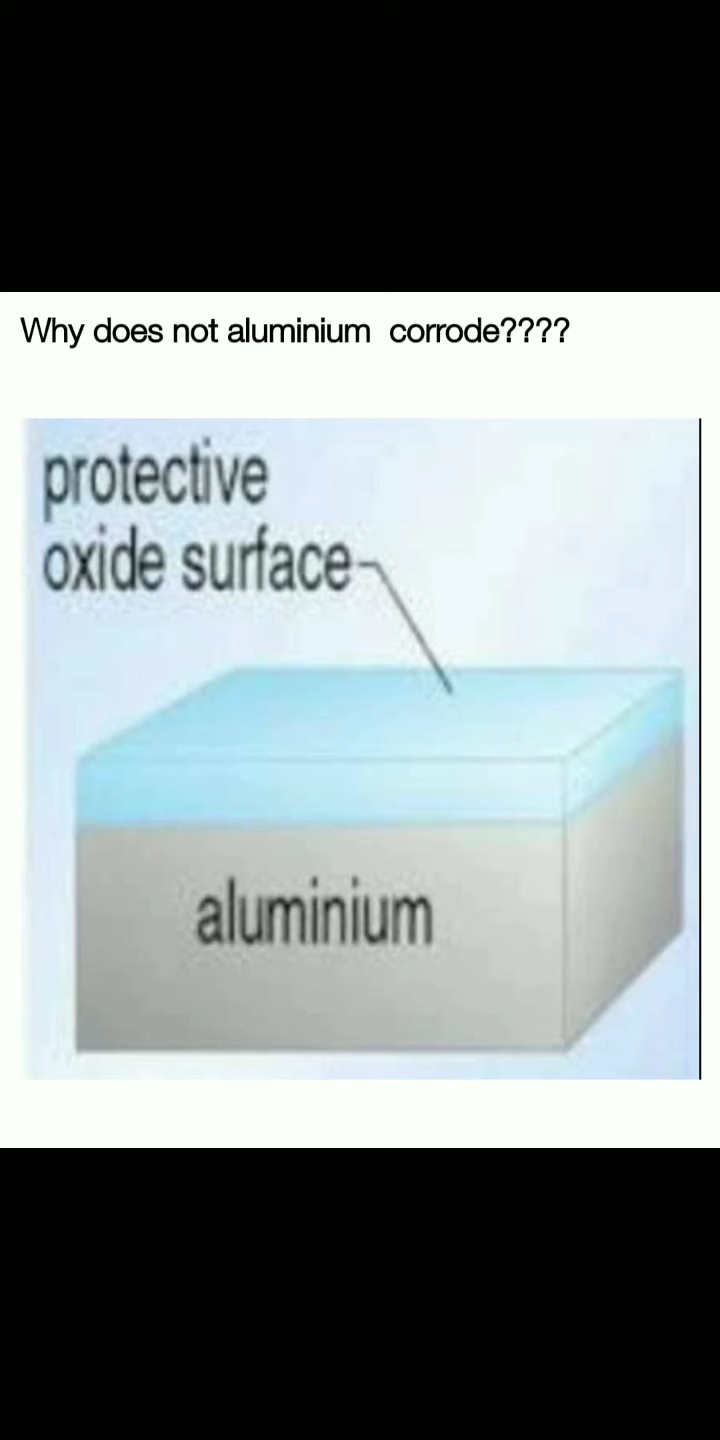 Why does not aluminium corrode????
protective
oxide surface
aluminium